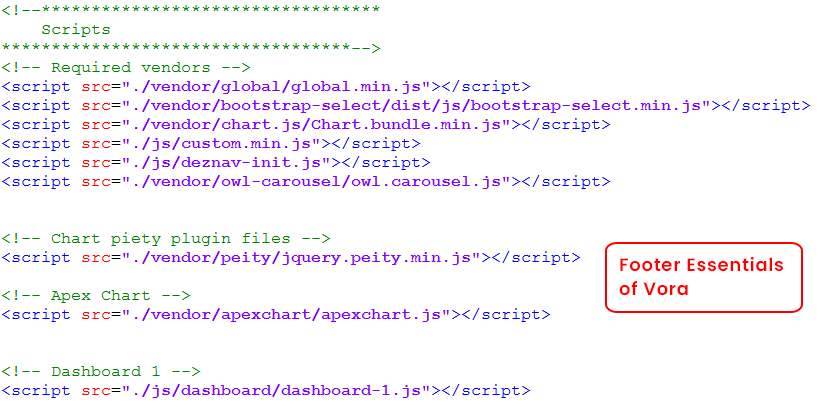 <!--**********************************
    Scripts
***********************************-->
<!-- Required vendors -->
<script src="./vendor/global/global.min.js"></script>
<script src="./vendor/bootstrap-select/dist/js/bootstrap-select.min.js"></script>
<script src="./vendor/chart.js/Chart.bundle.min.js"></script>
<script src="./js/custom.min.js"></script>
<script src="./js/deznav-init.js"></script>
<script src="./vendor/owl-carousel/owl.carousel.js"></script>
<!-- Chart piety plugin files -->
<script src="./vendor/peity/jquery.peity.min.js"></script>
Footer Essentials
of Vora
<!-- Apex Chart -->
<script src="./vendor/apexchart/apexchart.js"></script>
<!-- Dashboard 1 -->
<script src="./js/dashboard/dashboard-1.js"></script>